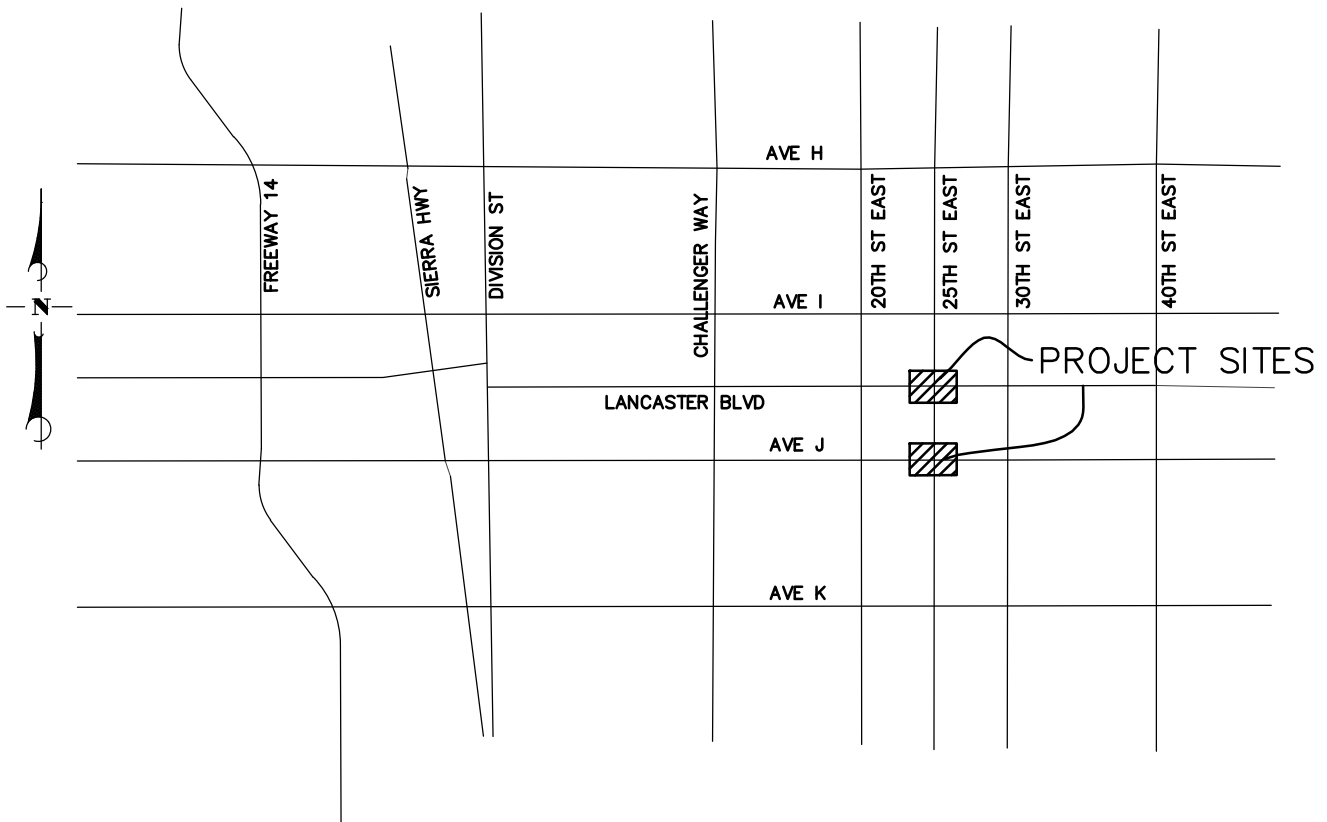 AVE H
FREEWAY 14
SIERRA HWY
DIVISION ST
CHALLENGER WAY
20TH ST EAST
25TH ST EAST
30TH ST EAST
40TH ST EAST
N
AVE I
PROJECT SITES
LANCASTER BLVD
AVE J
AVE K